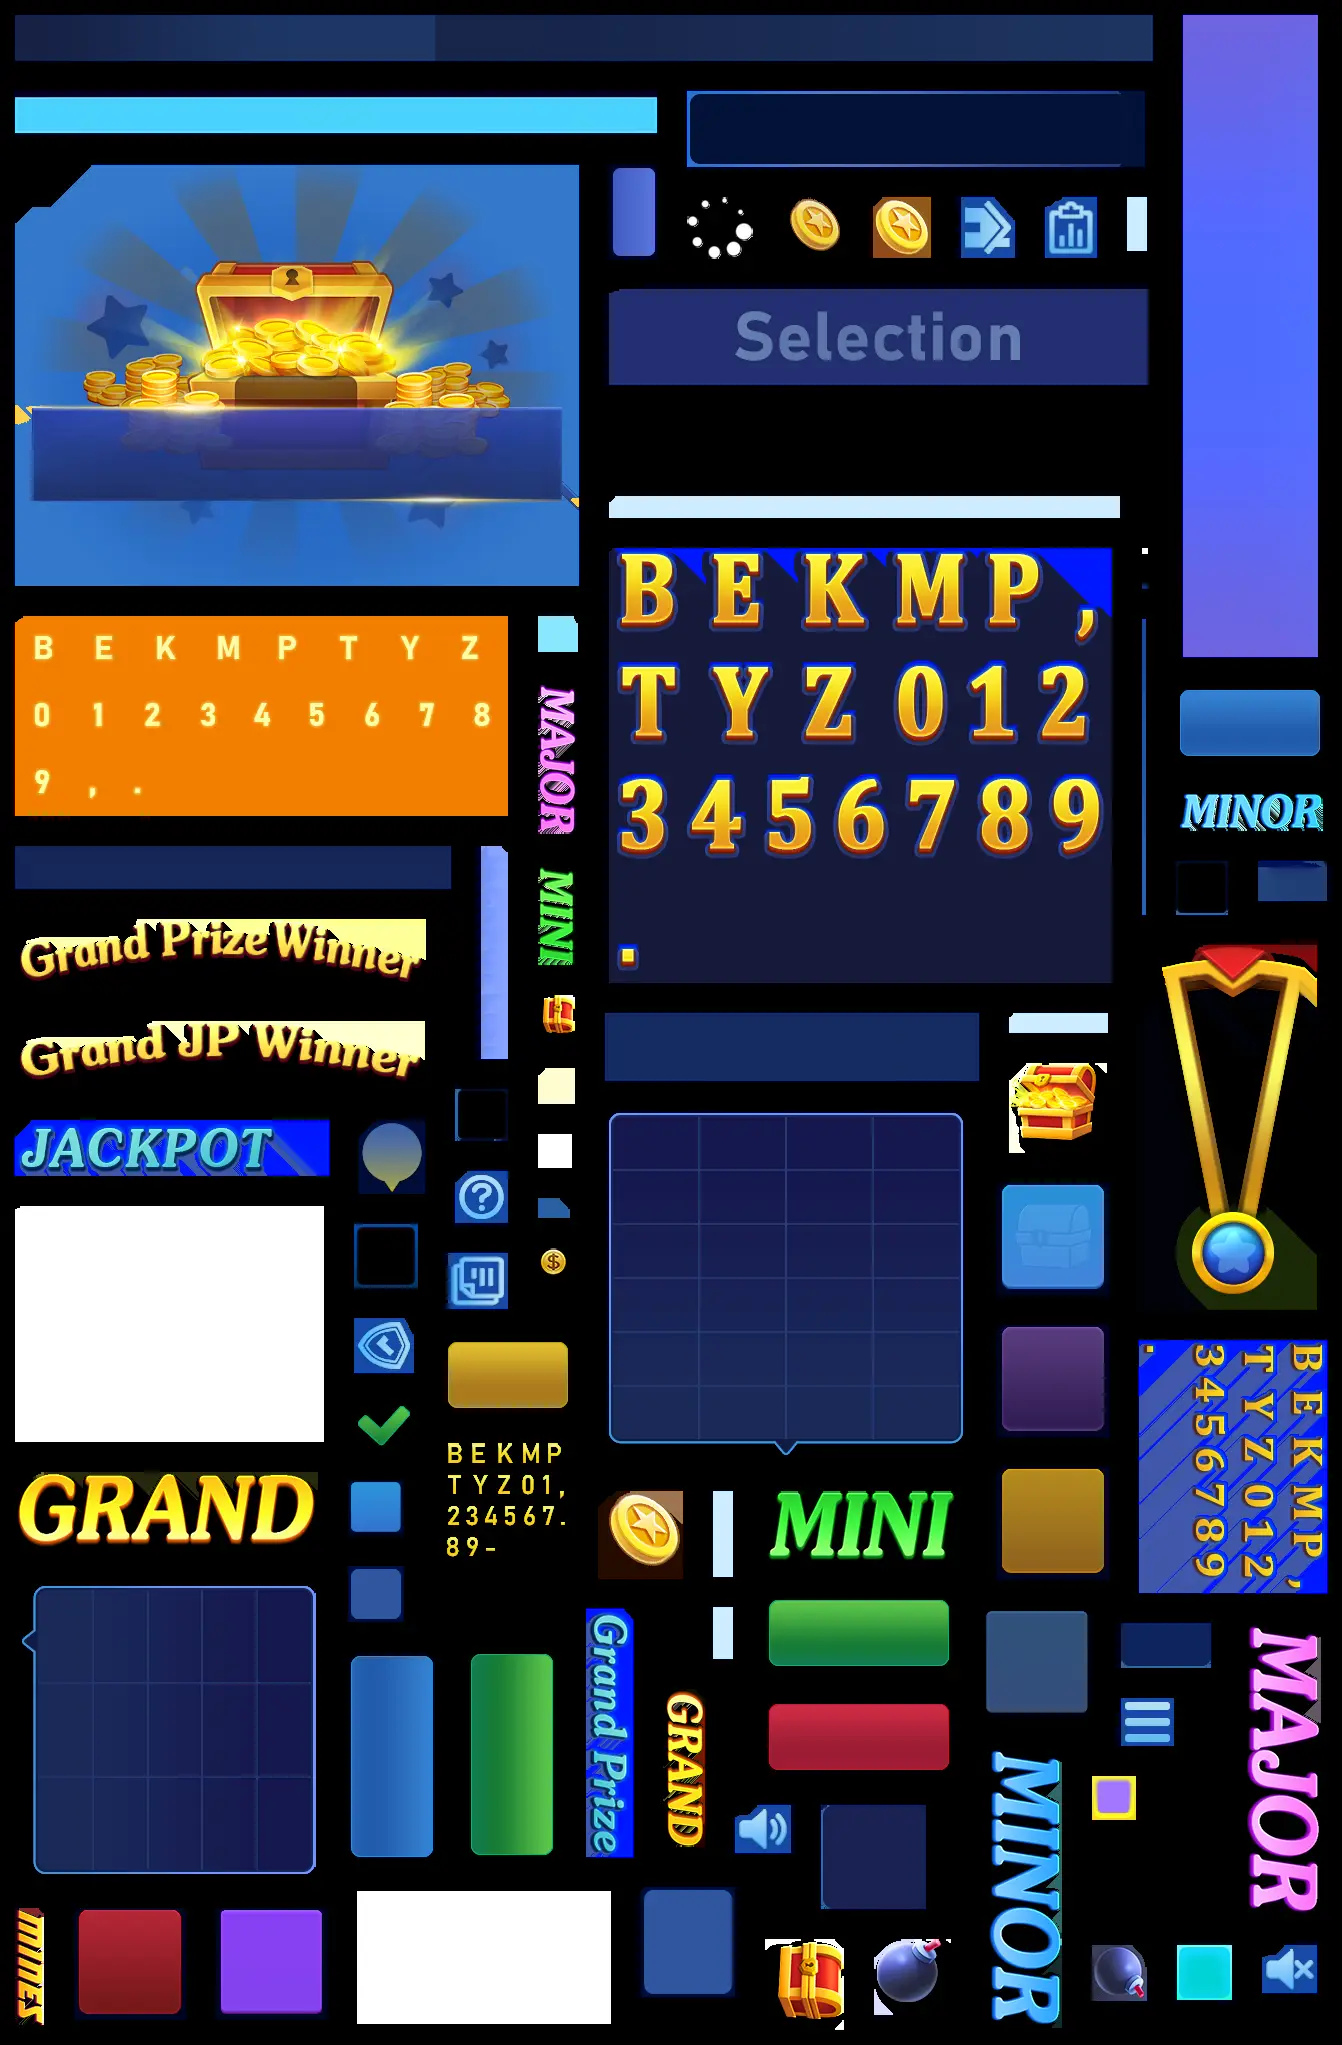 Selection
B E K M P T Y Z
0 1 2 3 4 5 6 7 8
9 , .
B E K M P ,
T Y Z 0 1 2
3 4 5 6 7 8 9
.
MAJOR
MINOR
MINI
Grand Prize Winner
Grand JP Winner
JACKPOT
$
GRAND
B E K M P
T Y Z 0 1 ,
2 3 4 5 6 7 .
8 9 -
MINI
B E K M P ,
T Y Z 0 1 2
3 4 5 6 7 8 9
.
Grand Prize
GRAND
MAJOR
MINOR
mines